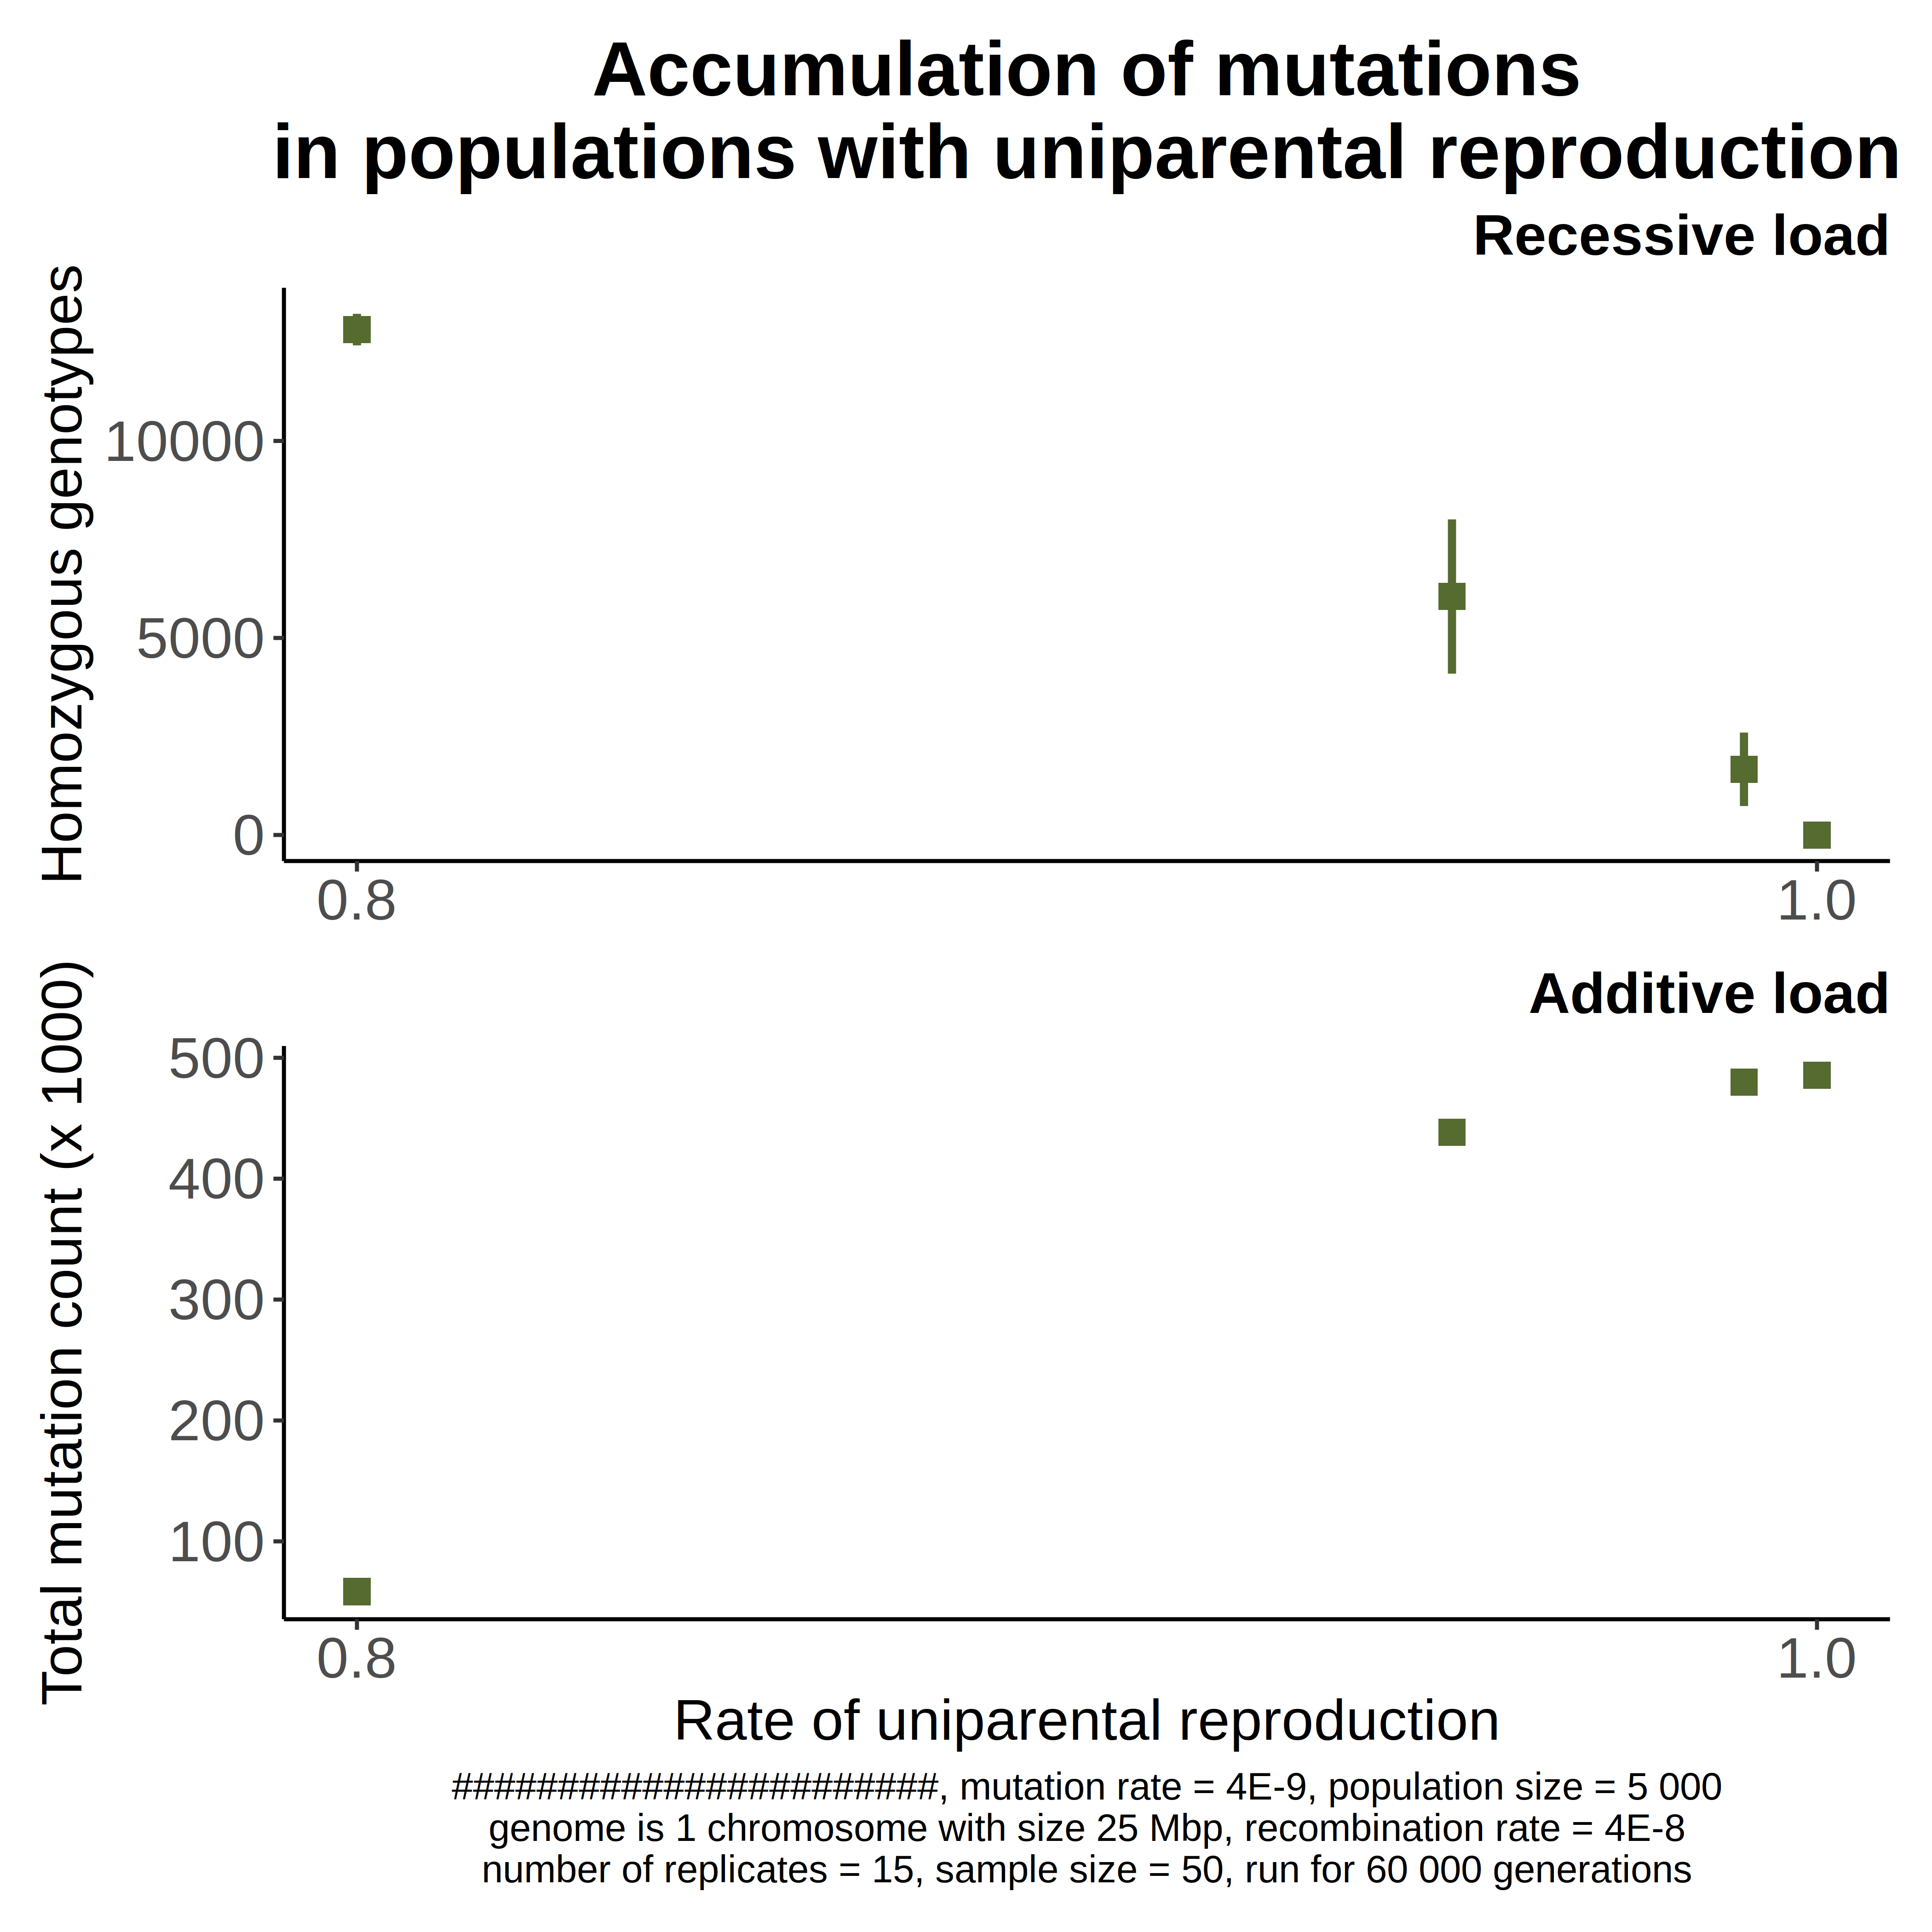 Accumulation of mutations
in populations with uniparental reproduction
Recessive load
Homozygous genotypes
10000
5000
0
0.8
1.0
Additive load
Total mutation count (x 1000)
500
400
300
200
100
0.8
1.0
Rate of uniparental reproduction
#######################, mutation rate = 4E-9, population size = 5 000
genome is 1 chromosome with size 25 Mbp, recombination rate = 4E-8
number of replicates = 15, sample size = 50, run for 60 000 generations